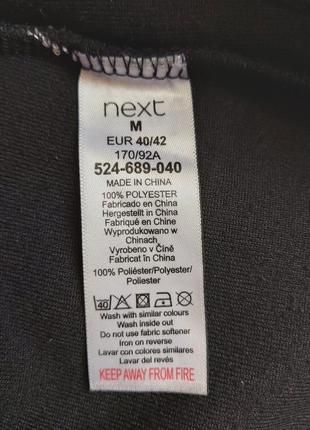 next
M
EUR 40/42
170/92A
524-689-040
MADE IN CHINA
100% POLYESTER
Fabricado en China
Hergestellt in China
Fabriqué en Chine
Wyprodukowano w
Chinach
Vyrobeno v Číně
Fabricat în China
100% Poliéster/Polyester/
Poliester
40
Wash with similar colours
Wash inside out
Do not use fabric softener
Iron on reverse
Lavar con colores similares
Lavar del revés
KEEP AWAY FROM FIRE